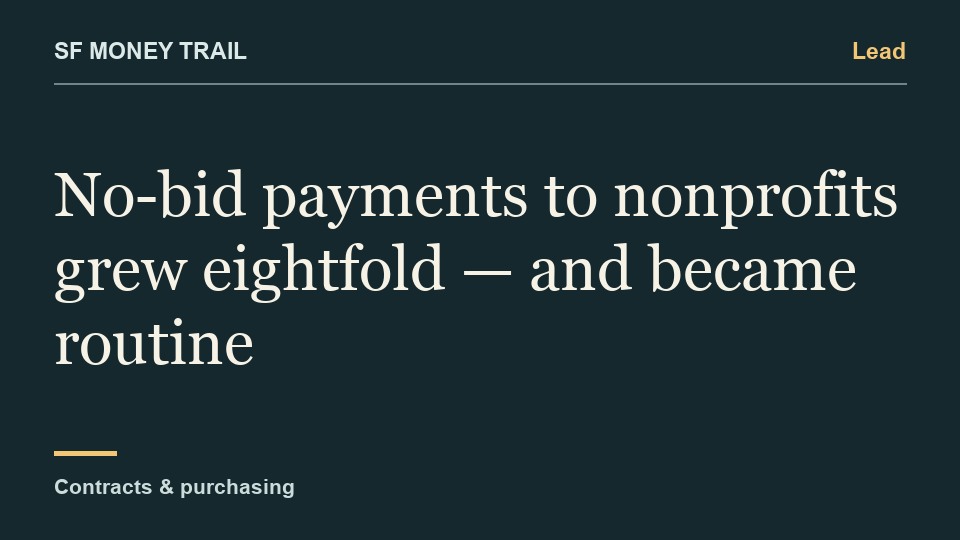 SF MONEY TRAIL
Lead
No-bid payments to nonprofits
grew eightfold — and became
routine
Contracts & purchasing